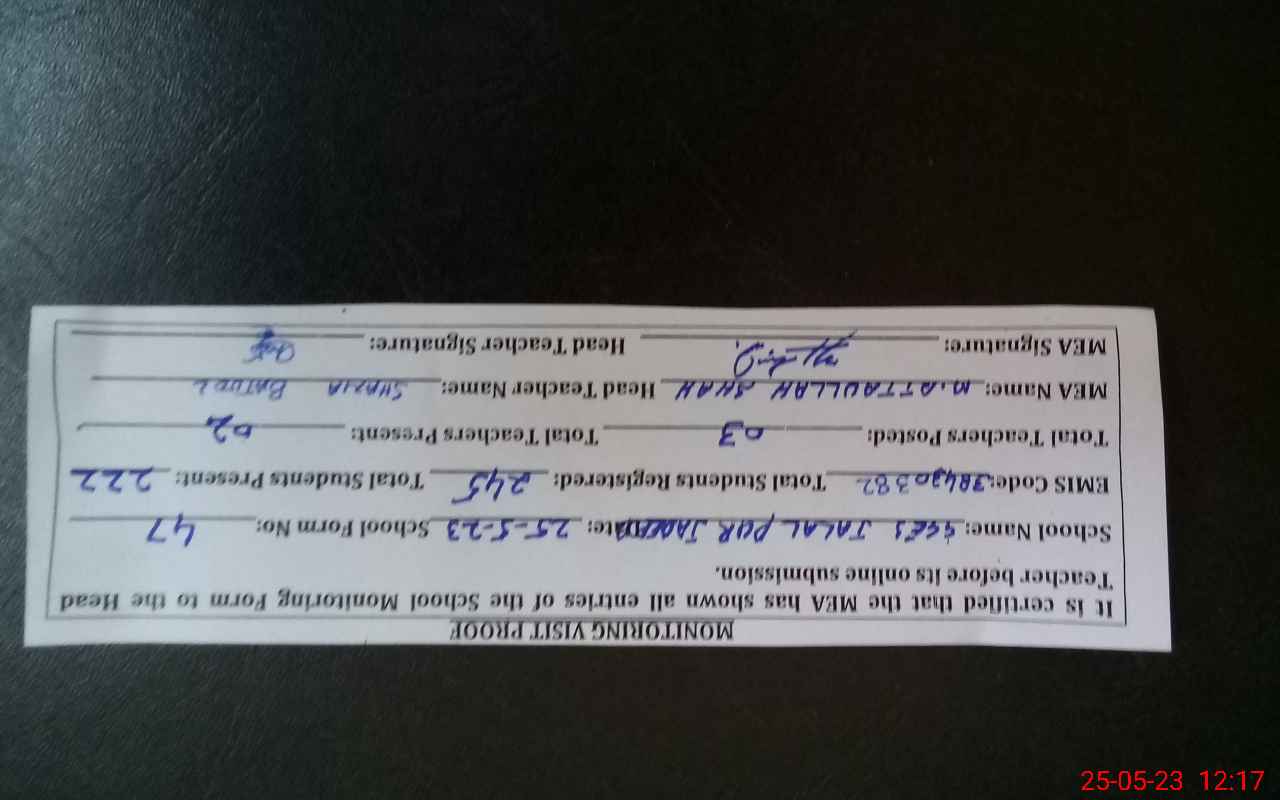 MONITORING VISIT PROOF
It is certified that the MEA has shown all entries of the School Monitoring Form to the Head
Teacher before its online submission.
School Name: GGES JALAL PUR Date: 25-5-23 School Form No: 47
EMIS Code: 38430382 Total Students Registered: 245 Total Students Present: 222
Total Teachers Posted: 03 Total Teachers Present: 02
MEA Name: M. ATTAULLAH SHAH Head Teacher Name: SHAZIA BATOOL
MEA Signature: Head Teacher Signature:
25-05-23 12:17